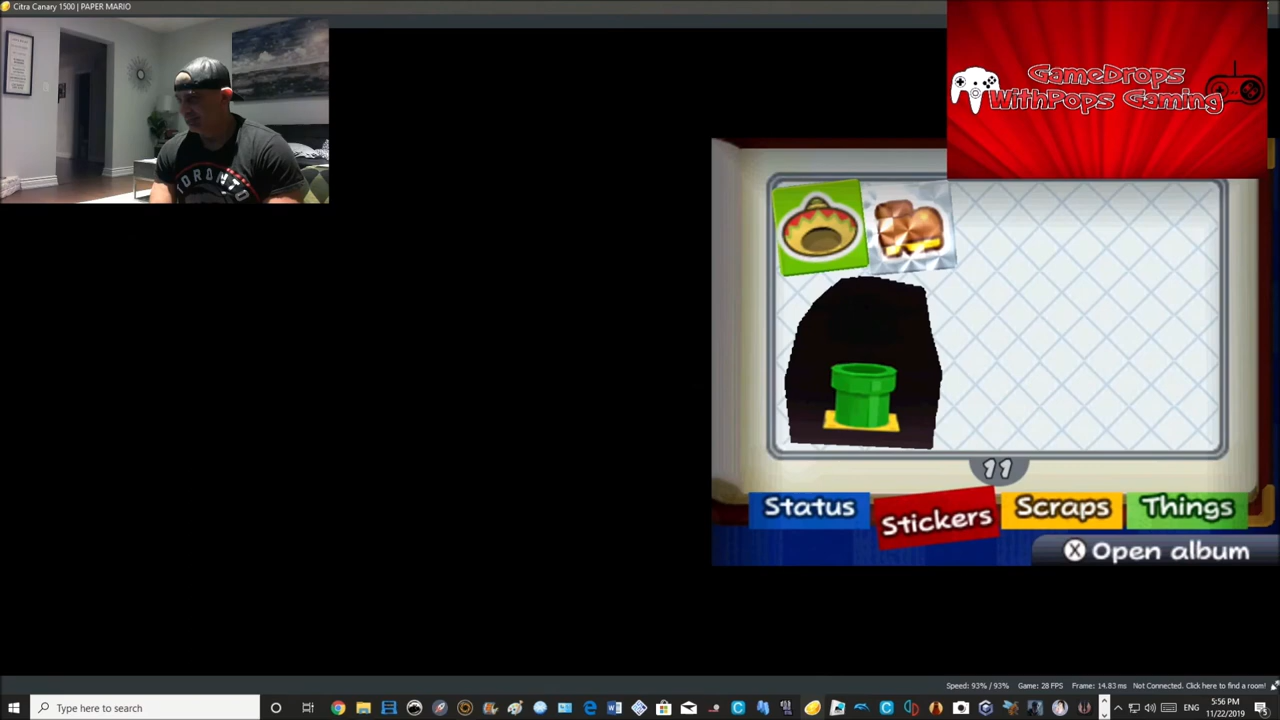 Citra Canary 1500 | PAPER MARIO
GameDrops
WithPops Gaming
TORONTO
11
Status
Stickers
Scraps
Things
X Open album
Speed: 93% / 93%
Game: 28 FPS
Frame: 14.83 ms
Not Connected. Click here to find a room!
Type here to search
ENG
5:56 PM
11/22/2019